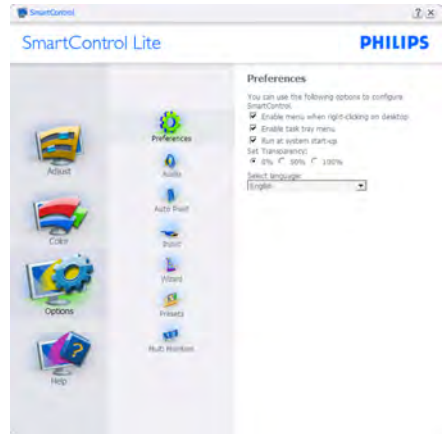 SmartControl
SmartControl Lite
PHILIPS
Preferences
You can use the following options to configure
SmartControl.
Enable menu when right-clicking on desktop
Enable task tray menu
Run at system start-up
Set Transparency:
0% 50% 100%
Select language:
English
Adjust
Color
Options
Help
Preferences
Audio
Auto Pivot
Input
Wizard
Presets
Multi Monitors